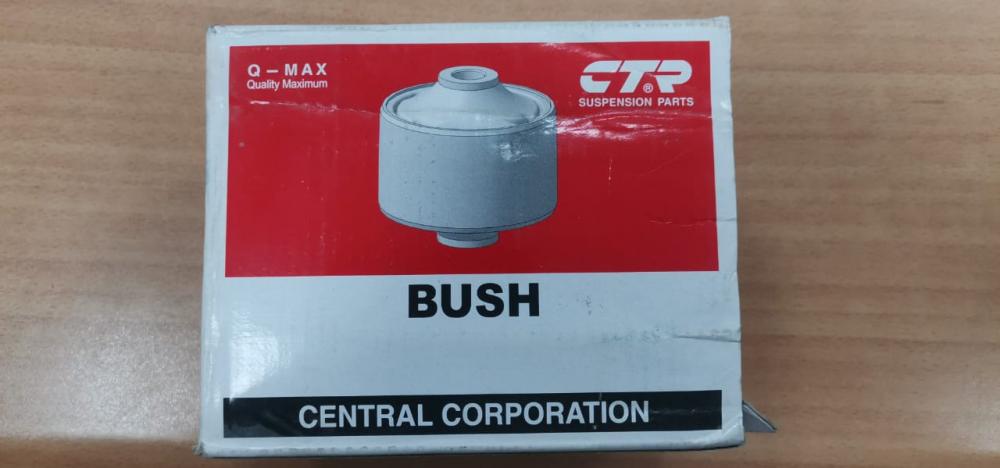 Q – MAX
Quality Maximum
CTR®
SUSPENSION PARTS
BUSH
CENTRAL CORPORATION